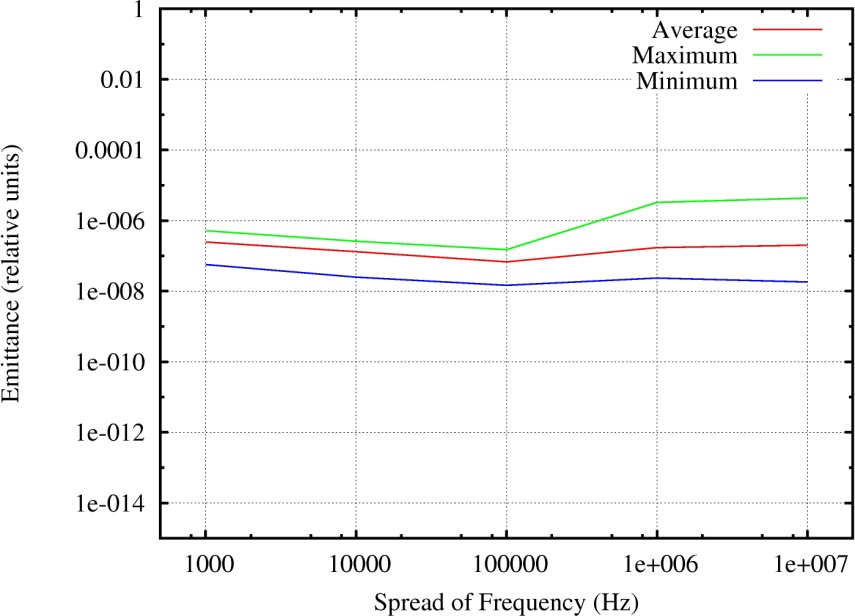 1
0.01
0.0001
1e-006
1e-008
1e-010
1e-012
1e-014
Emittance (relative units)
Average
Maximum
Minimum
1000 10000 100000 1e+006 1e+007
Spread of Frequency (Hz)